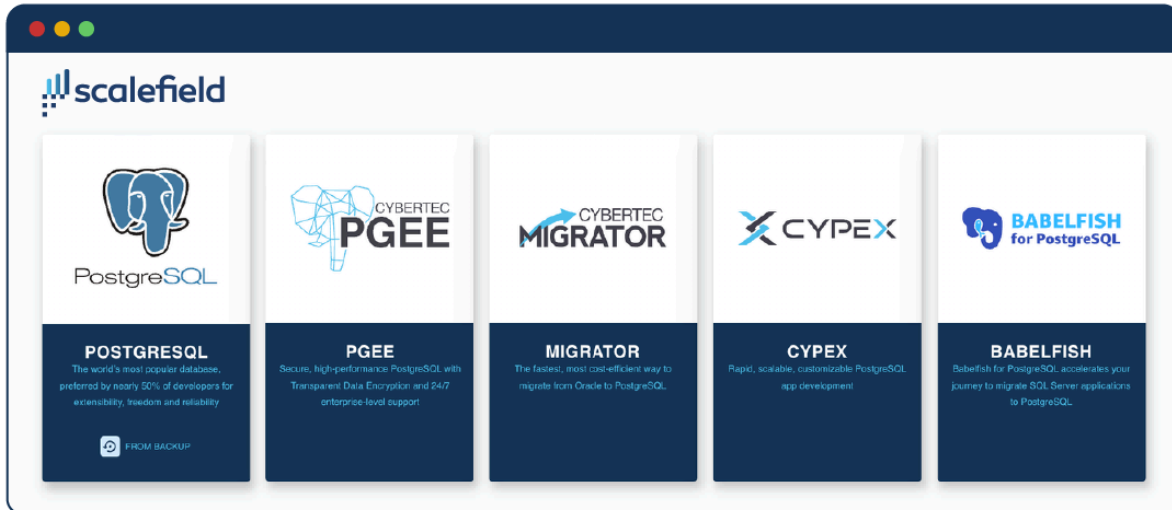 scalefield
PostgreSQL
CYBERTEC
PGEE
CYBERTEC
MIGRATOR
CYPEX
BABELFISH
for PostgreSQL
POSTGRESQL
The world's most popular database,
preferred by nearly 50% of developers for
extensibility, freedom and reliability
FROM BACKUP
PGEE
Secure, high-performance PostgreSQL with
Transparent Data Encryption and 24/7
enterprise-level support
MIGRATOR
The fastest, most cost-efficient way to
migrate from Oracle to PostgreSQL
CYPEX
Rapid, scalable, customizable PostgreSQL
app development
BABELFISH
Babelfish for PostgreSQL accelerates your
journey to migrate SQL Server applications
to PostgreSQL